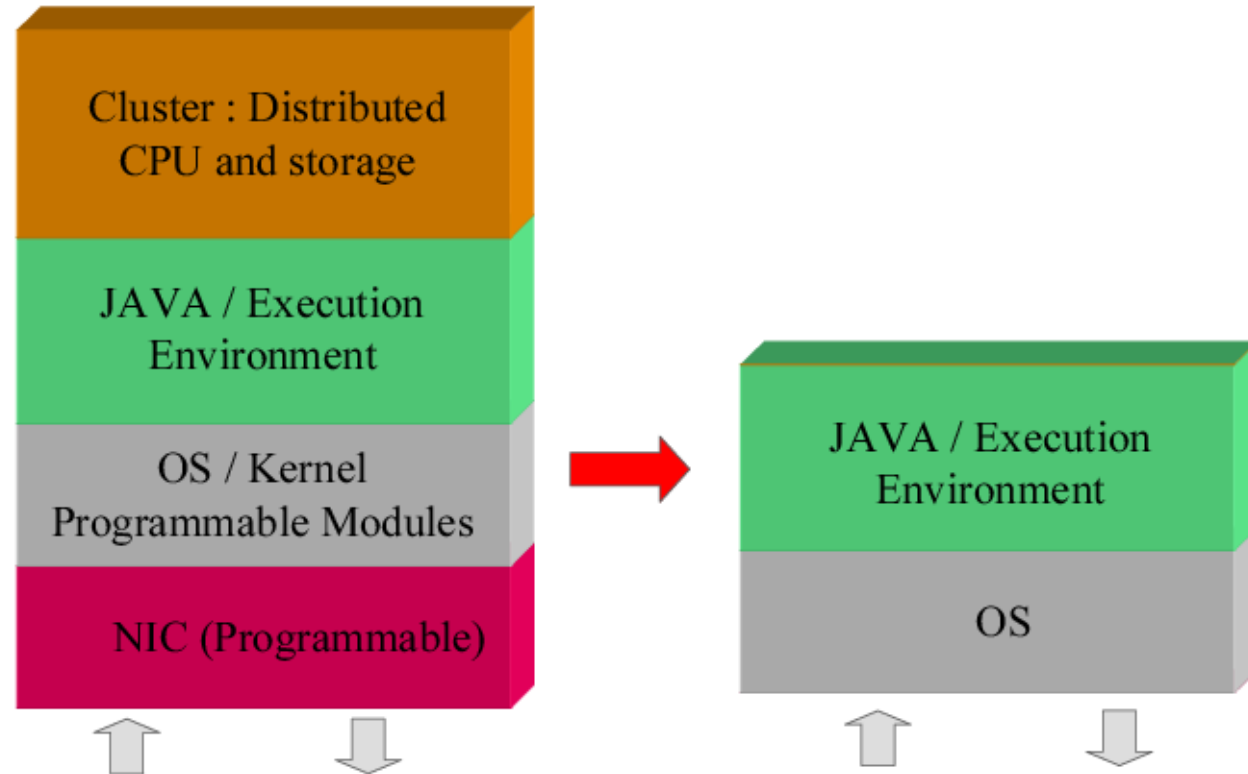 Cluster : Distributed
CPU and storage
JAVA / Execution
Environment
OS / Kernel
Programmable Modules
NIC (Programmable)
JAVA / Execution
Environment
OS